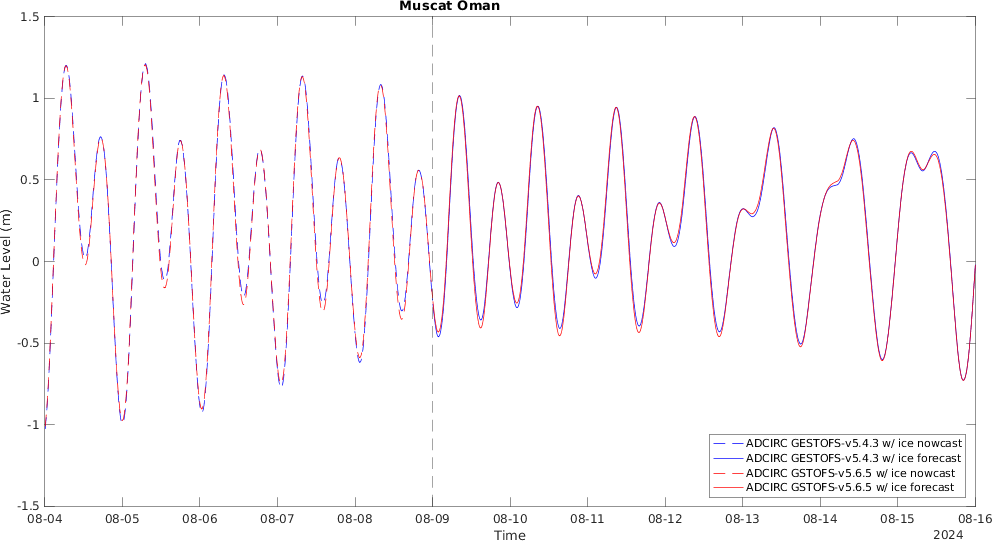 Muscat Oman
1.5
1
0.5
0
-0.5
-1
-1.5
Water Level (m)
ADCIRC GESTOFS-v5.4.3 w/ ice nowcast
ADCIRC GESTOFS-v5.4.3 w/ ice forecast
ADCIRC GSTOFS-v5.6.5 w/ ice nowcast
ADCIRC GSTOFS-v5.6.5 w/ ice forecast
08-04 08-05 08-06 08-07 08-08 08-09 08-10 08-11 08-12 08-13 08-14 08-15 08-16
Time
2024